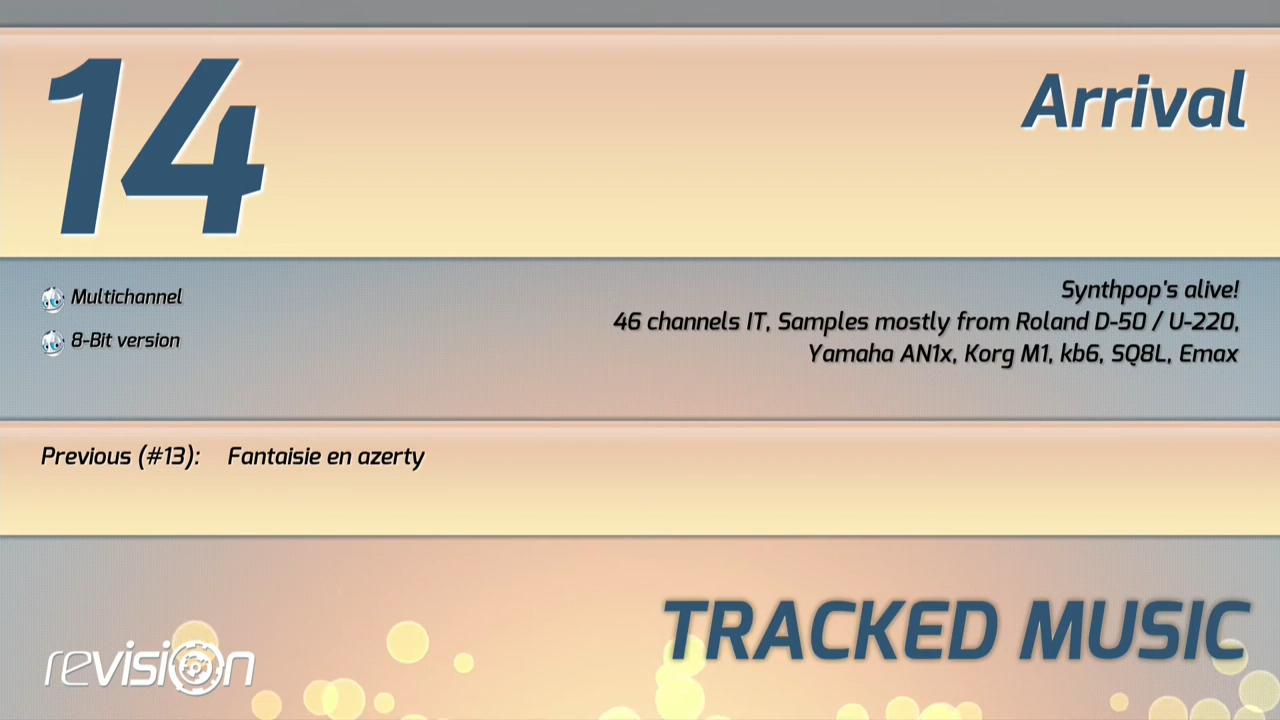 14
Arrival
Multichannel
8-Bit version
Synthpop's alive!
46 channels IT, Samples mostly from Roland D-50 / U-220,
Yamaha AN1x, Korg M1, kb6, SQ8L, Emax
Previous (#13): Fantaisie en azerty
TRACKED MUSIC
revision